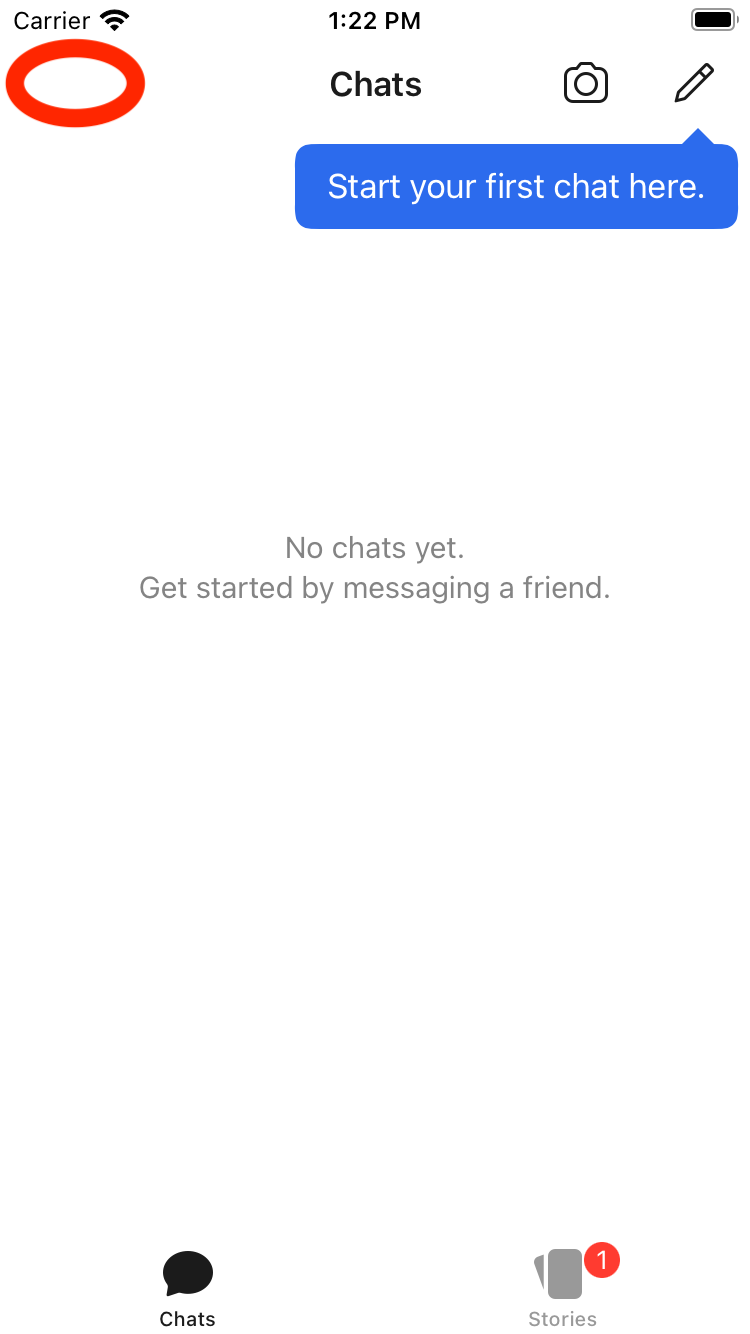 Carrier 1:22 PM
Chats
Start your first chat here.
No chats yet.
Get started by messaging a friend.
1
Chats Stories